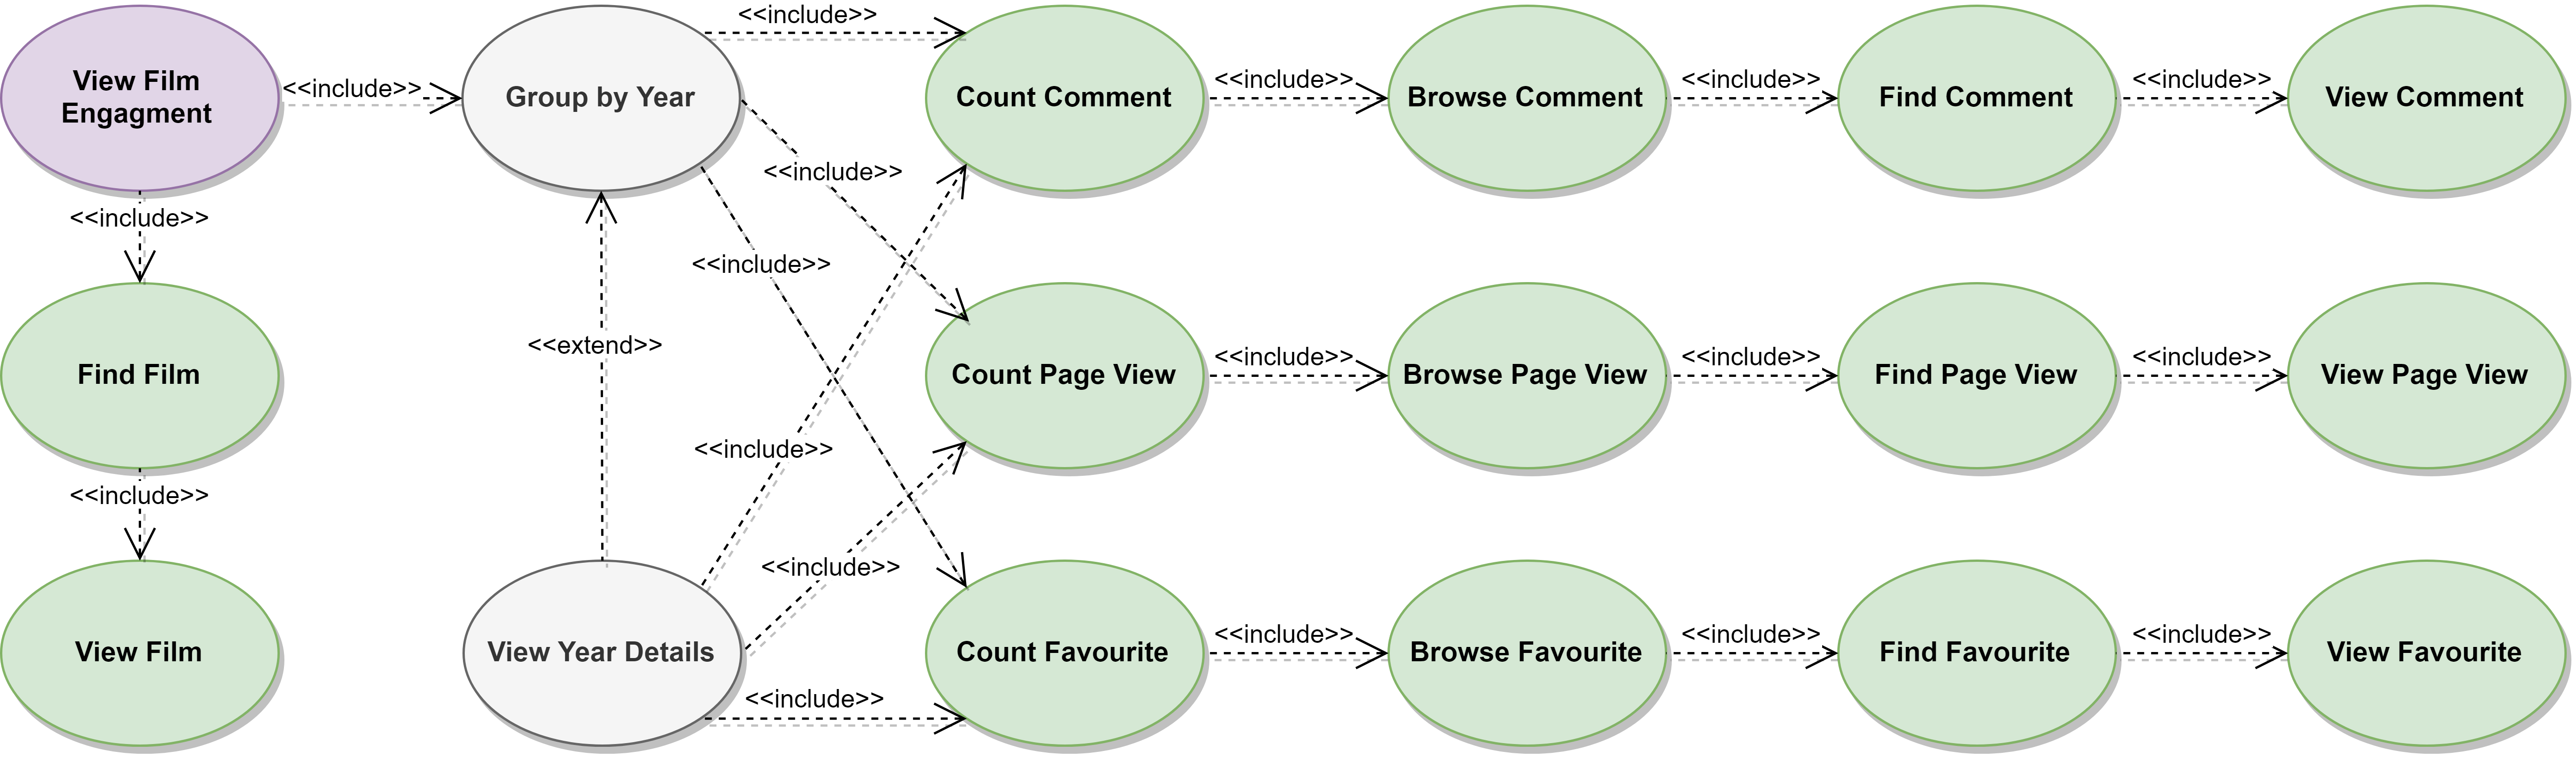 <<include>>
View Film
Engagment
<<include>>
Group by Year
Count Comment
<<include>>
Browse Comment
<<include>>
Find Comment
<<include>>
View Comment
<<include>>
<<include>>
<<include>>
<<extend>>
Find Film
Count Page View
<<include>>
Browse Page View
<<include>>
Find Page View
<<include>>
View Page View
<<include>>
<<include>>
<<include>>
View Film
View Year Details
<<include>>
Count Favourite
<<include>>
Browse Favourite
<<include>>
Find Favourite
<<include>>
View Favourite